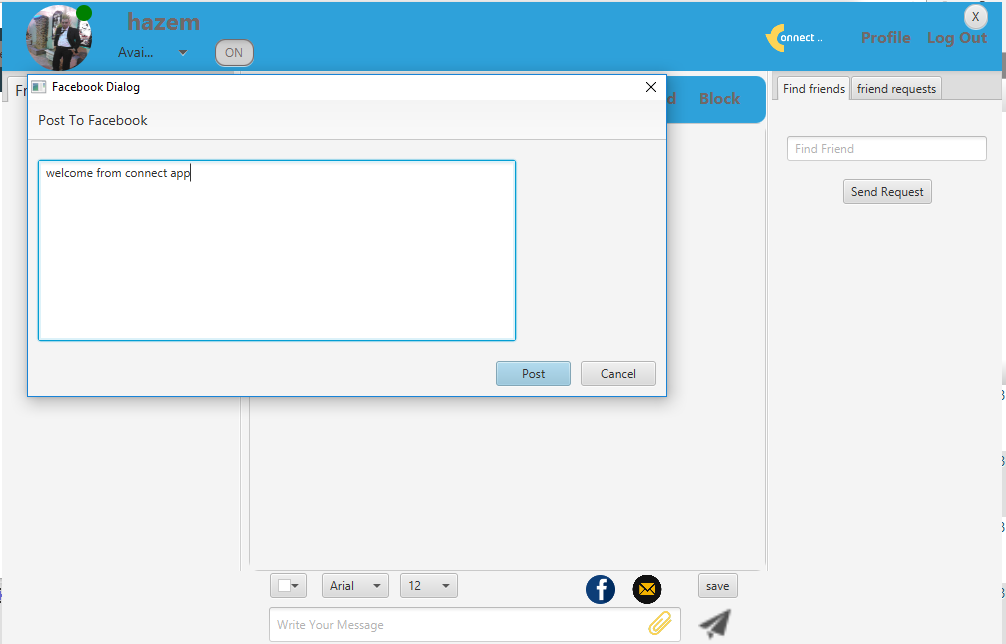 hazem
Avai...
ON
onnect ..
Profile
Log Out
X
Fr
Facebook Dialog
Post To Facebook
welcome from connect app
Post
Cancel
d
Block
Find friends
friend requests
Find Friend
Send Request
Arial
12
f
save
Write Your Message